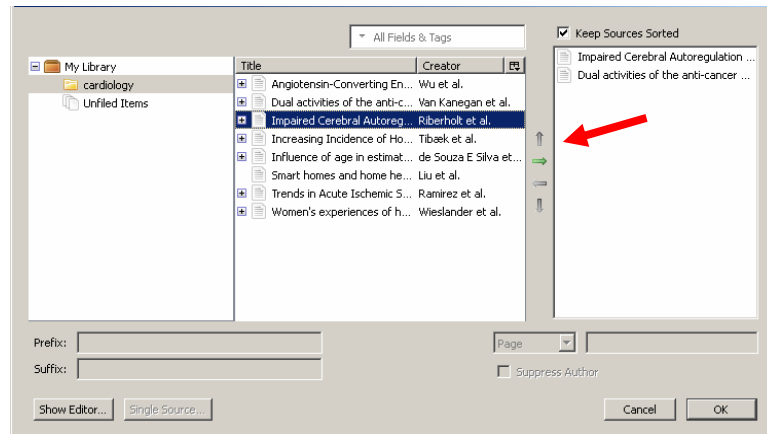 All Fields & Tags
Keep Sources Sorted
My Library
cardiology
Unfiled Items
Title Creator
Angiotensin-Converting En... Wu et al.
Dual activities of the anti-c... Van Kanegan et al.
Impaired Cerebral Autoreg... Riberholt et al.
Increasing Incidence of Ho... Tibæk et al.
Influence of age in estimat... de Souza E Silva et...
Smart homes and home he... Liu et al.
Trends in Acute Ischemic S... Ramirez et al.
Women's experiences of h... Wieslander et al.
Impaired Cerebral Autoregulation ...
Dual activities of the anti-cancer ...
Prefix:
Page
Suffix:
Suppress Author
Show Editor... Single Source... Cancel OK